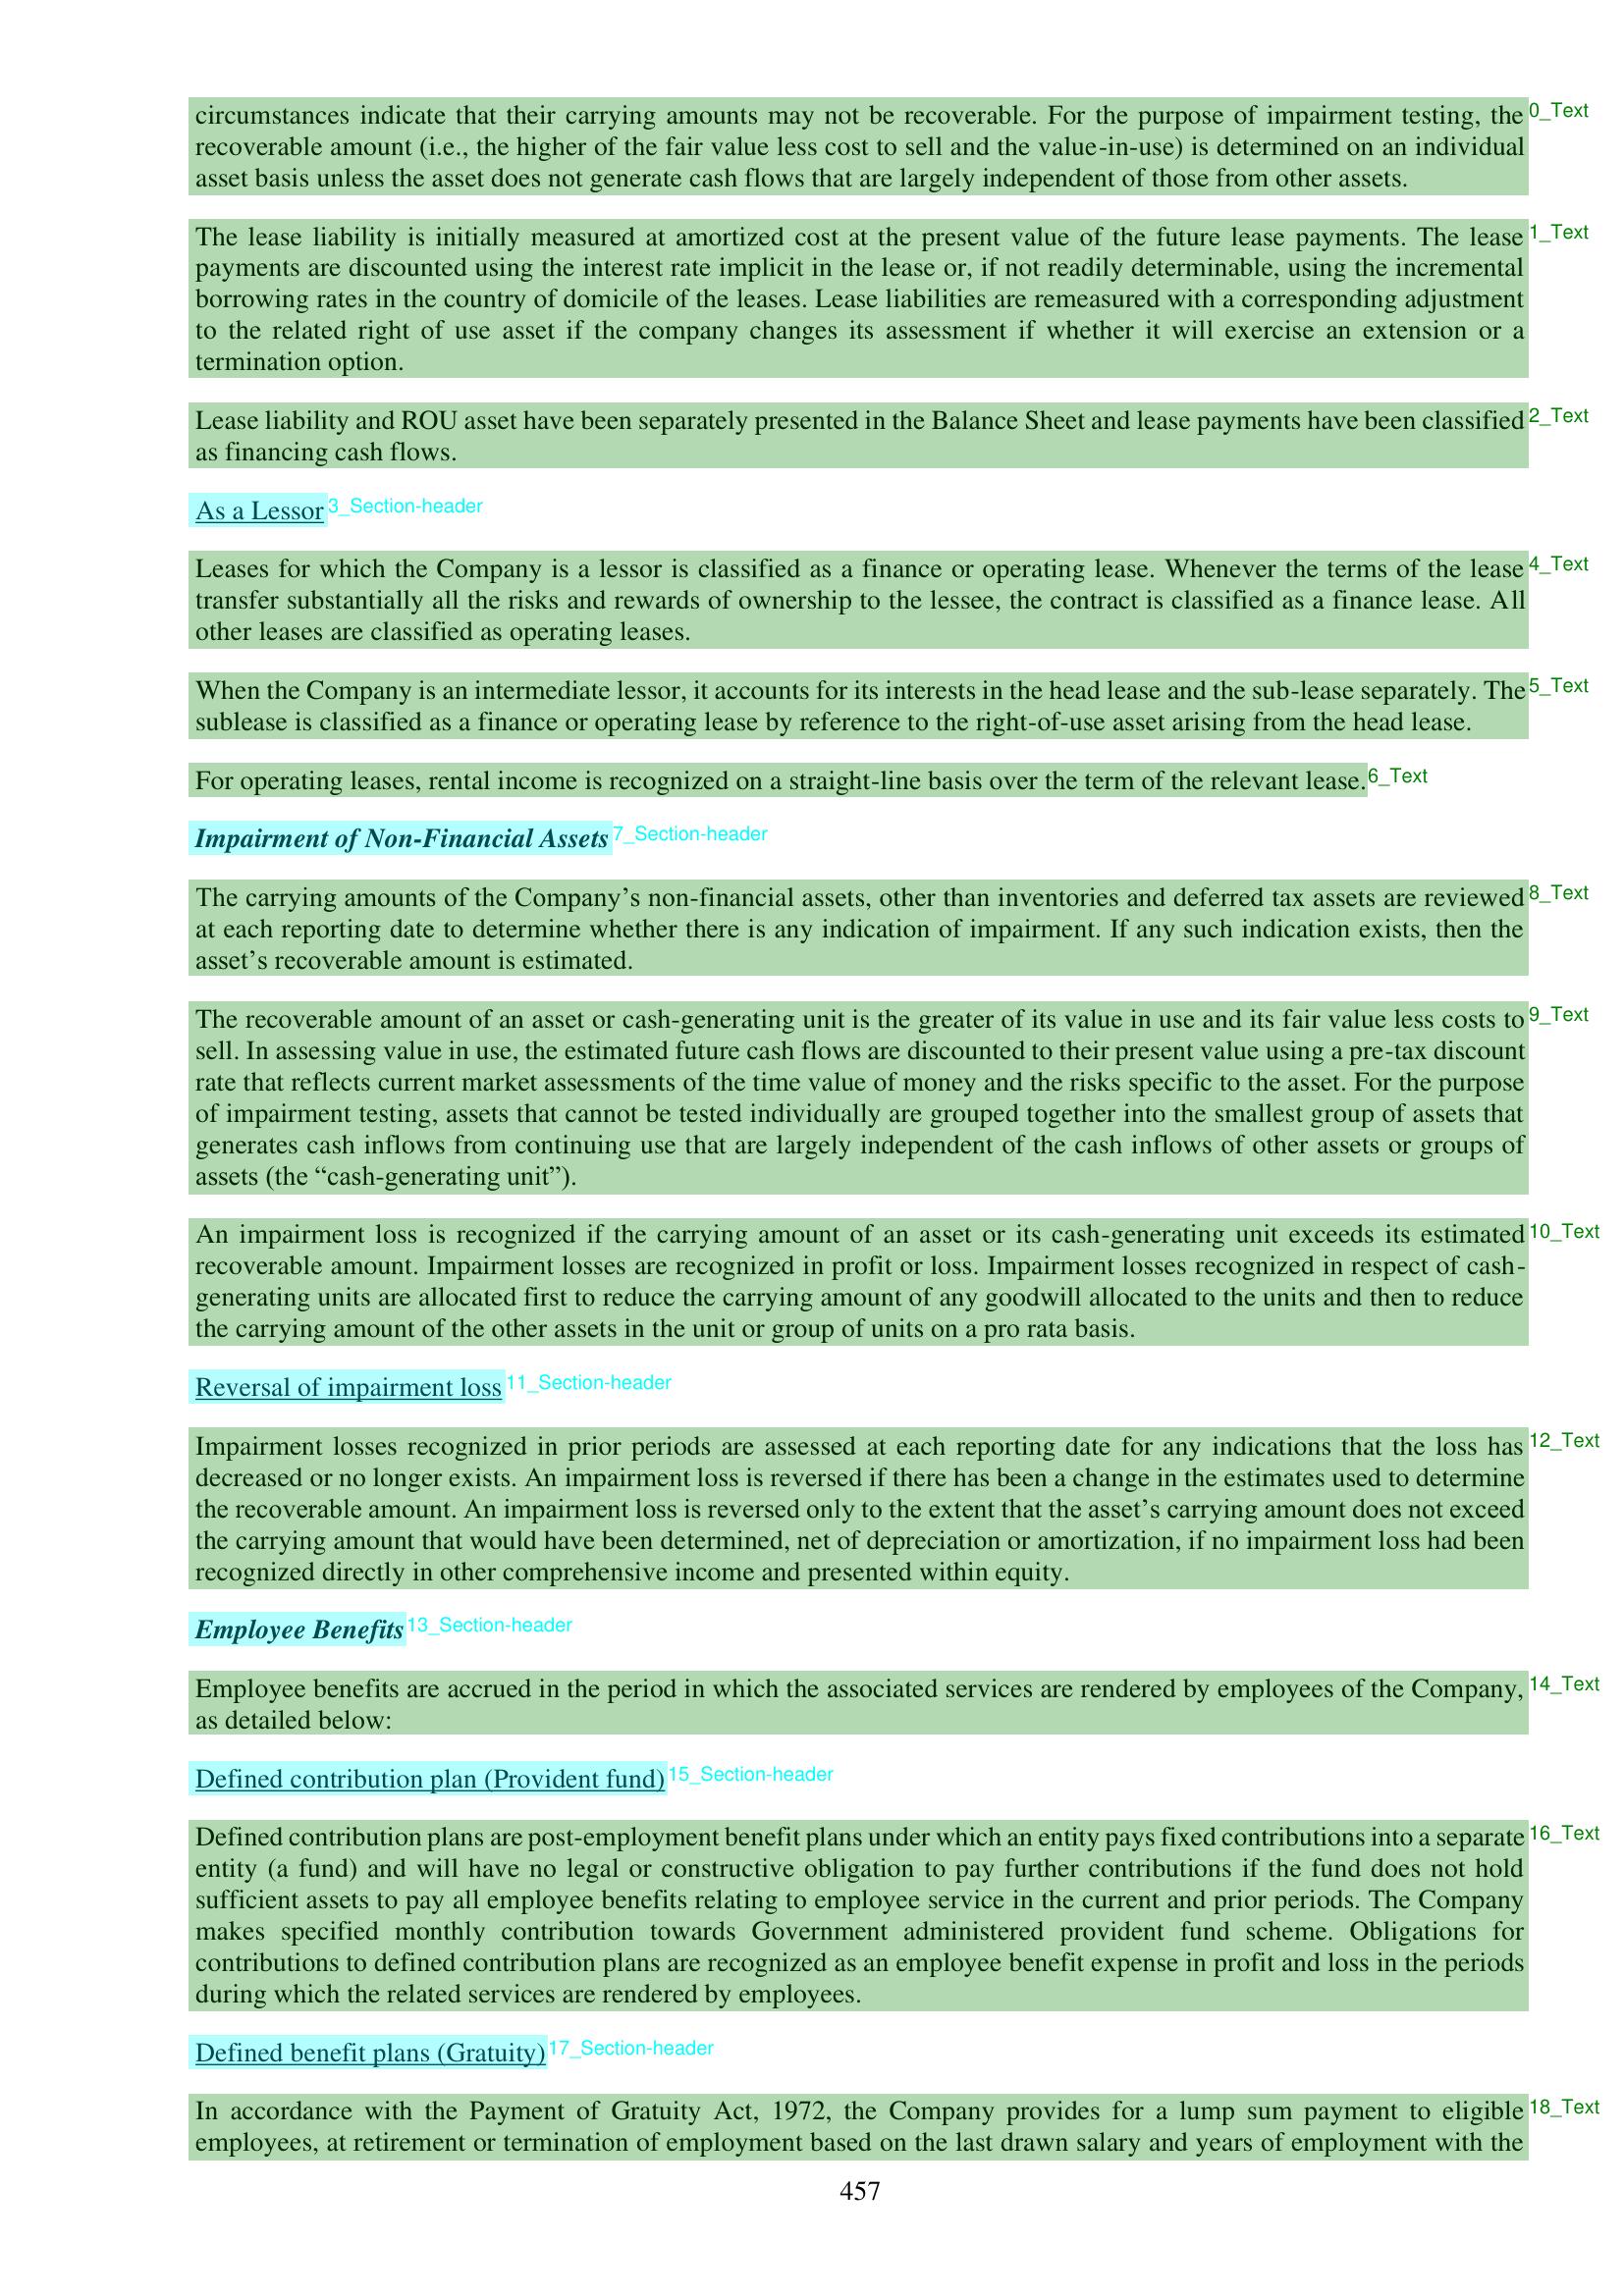 circumstances indicate that their carrying amounts may not be recoverable. For the purpose of impairment testing, the 0_Text
recoverable amount (i.e., the higher of the fair value less cost to sell and the value-in-use) is determined on an individual
asset basis unless the asset does not generate cash flows that are largely independent of those from other assets.
The lease liability is initially measured at amortized cost at the present value of the future lease payments. The lease 1_Text
payments are discounted using the interest rate implicit in the lease or, if not readily determinable, using the incremental
borrowing rates in the country of domicile of the leases. Lease liabilities are remeasured with a corresponding adjustment
to the related right of use asset if the company changes its assessment if whether it will exercise an extension or a
termination option.
Lease liability and ROU asset have been separately presented in the Balance Sheet and lease payments have been classified 2_Text
as financing cash flows.
As a Lessor 3_Section-header
Leases for which the Company is a lessor is classified as a finance or operating lease. Whenever the terms of the lease 4_Text
transfer substantially all the risks and rewards of ownership to the lessee, the contract is classified as a finance lease. All
other leases are classified as operating leases.
When the Company is an intermediate lessor, it accounts for its interests in the head lease and the sub-lease separately. The 5_Text
sublease is classified as a finance or operating lease by reference to the right-of-use asset arising from the head lease.
For operating leases, rental income is recognized on a straight-line basis over the term of the relevant lease. 6_Text
Impairment of Non-Financial Assets 7_Section-header
The carrying amounts of the Company’s non-financial assets, other than inventories and deferred tax assets are reviewed 8_Text
at each reporting date to determine whether there is any indication of impairment. If any such indication exists, then the
asset’s recoverable amount is estimated.
The recoverable amount of an asset or cash-generating unit is the greater of its value in use and its fair value less costs to 9_Text
sell. In assessing value in use, the estimated future cash flows are discounted to their present value using a pre-tax discount
rate that reflects current market assessments of the time value of money and the risks specific to the asset. For the purpose
of impairment testing, assets that cannot be tested individually are grouped together into the smallest group of assets that
generates cash inflows from continuing use that are largely independent of the cash inflows of other assets or groups of
assets (the “cash-generating unit”).
An impairment loss is recognized if the carrying amount of an asset or its cash-generating unit exceeds its estimated 10_Text
recoverable amount. Impairment losses are recognized in profit or loss. Impairment losses recognized in respect of cash-
generating units are allocated first to reduce the carrying amount of any goodwill allocated to the units and then to reduce
the carrying amount of the other assets in the unit or group of units on a pro rata basis.
Reversal of impairment loss 11_Section-header
Impairment losses recognized in prior periods are assessed at each reporting date for any indications that the loss has 12_Text
decreased or no longer exists. An impairment loss is reversed if there has been a change in the estimates used to determine
the recoverable amount. An impairment loss is reversed only to the extent that the asset’s carrying amount does not exceed
the carrying amount that would have been determined, net of depreciation or amortization, if no impairment loss had been
recognized directly in other comprehensive income and presented within equity.
Employee Benefits 13_Section-header
Employee benefits are accrued in the period in which the associated services are rendered by employees of the Company, 14_Text
as detailed below:
Defined contribution plan (Provident fund) 15_Section-header
Defined contribution plans are post-employment benefit plans under which an entity pays fixed contributions into a separate 16_Text
entity (a fund) and will have no legal or constructive obligation to pay further contributions if the fund does not hold
sufficient assets to pay all employee benefits relating to employee service in the current and prior periods. The Company
makes specified monthly contribution towards Government administered provident fund scheme. Obligations for
contributions to defined contribution plans are recognized as an employee benefit expense in profit and loss in the periods
during which the related services are rendered by employees.
Defined benefit plans (Gratuity) 17_Section-header
In accordance with the Payment of Gratuity Act, 1972, the Company provides for a lump sum payment to eligible 18_Text
employees, at retirement or termination of employment based on the last drawn salary and years of employment with the
457